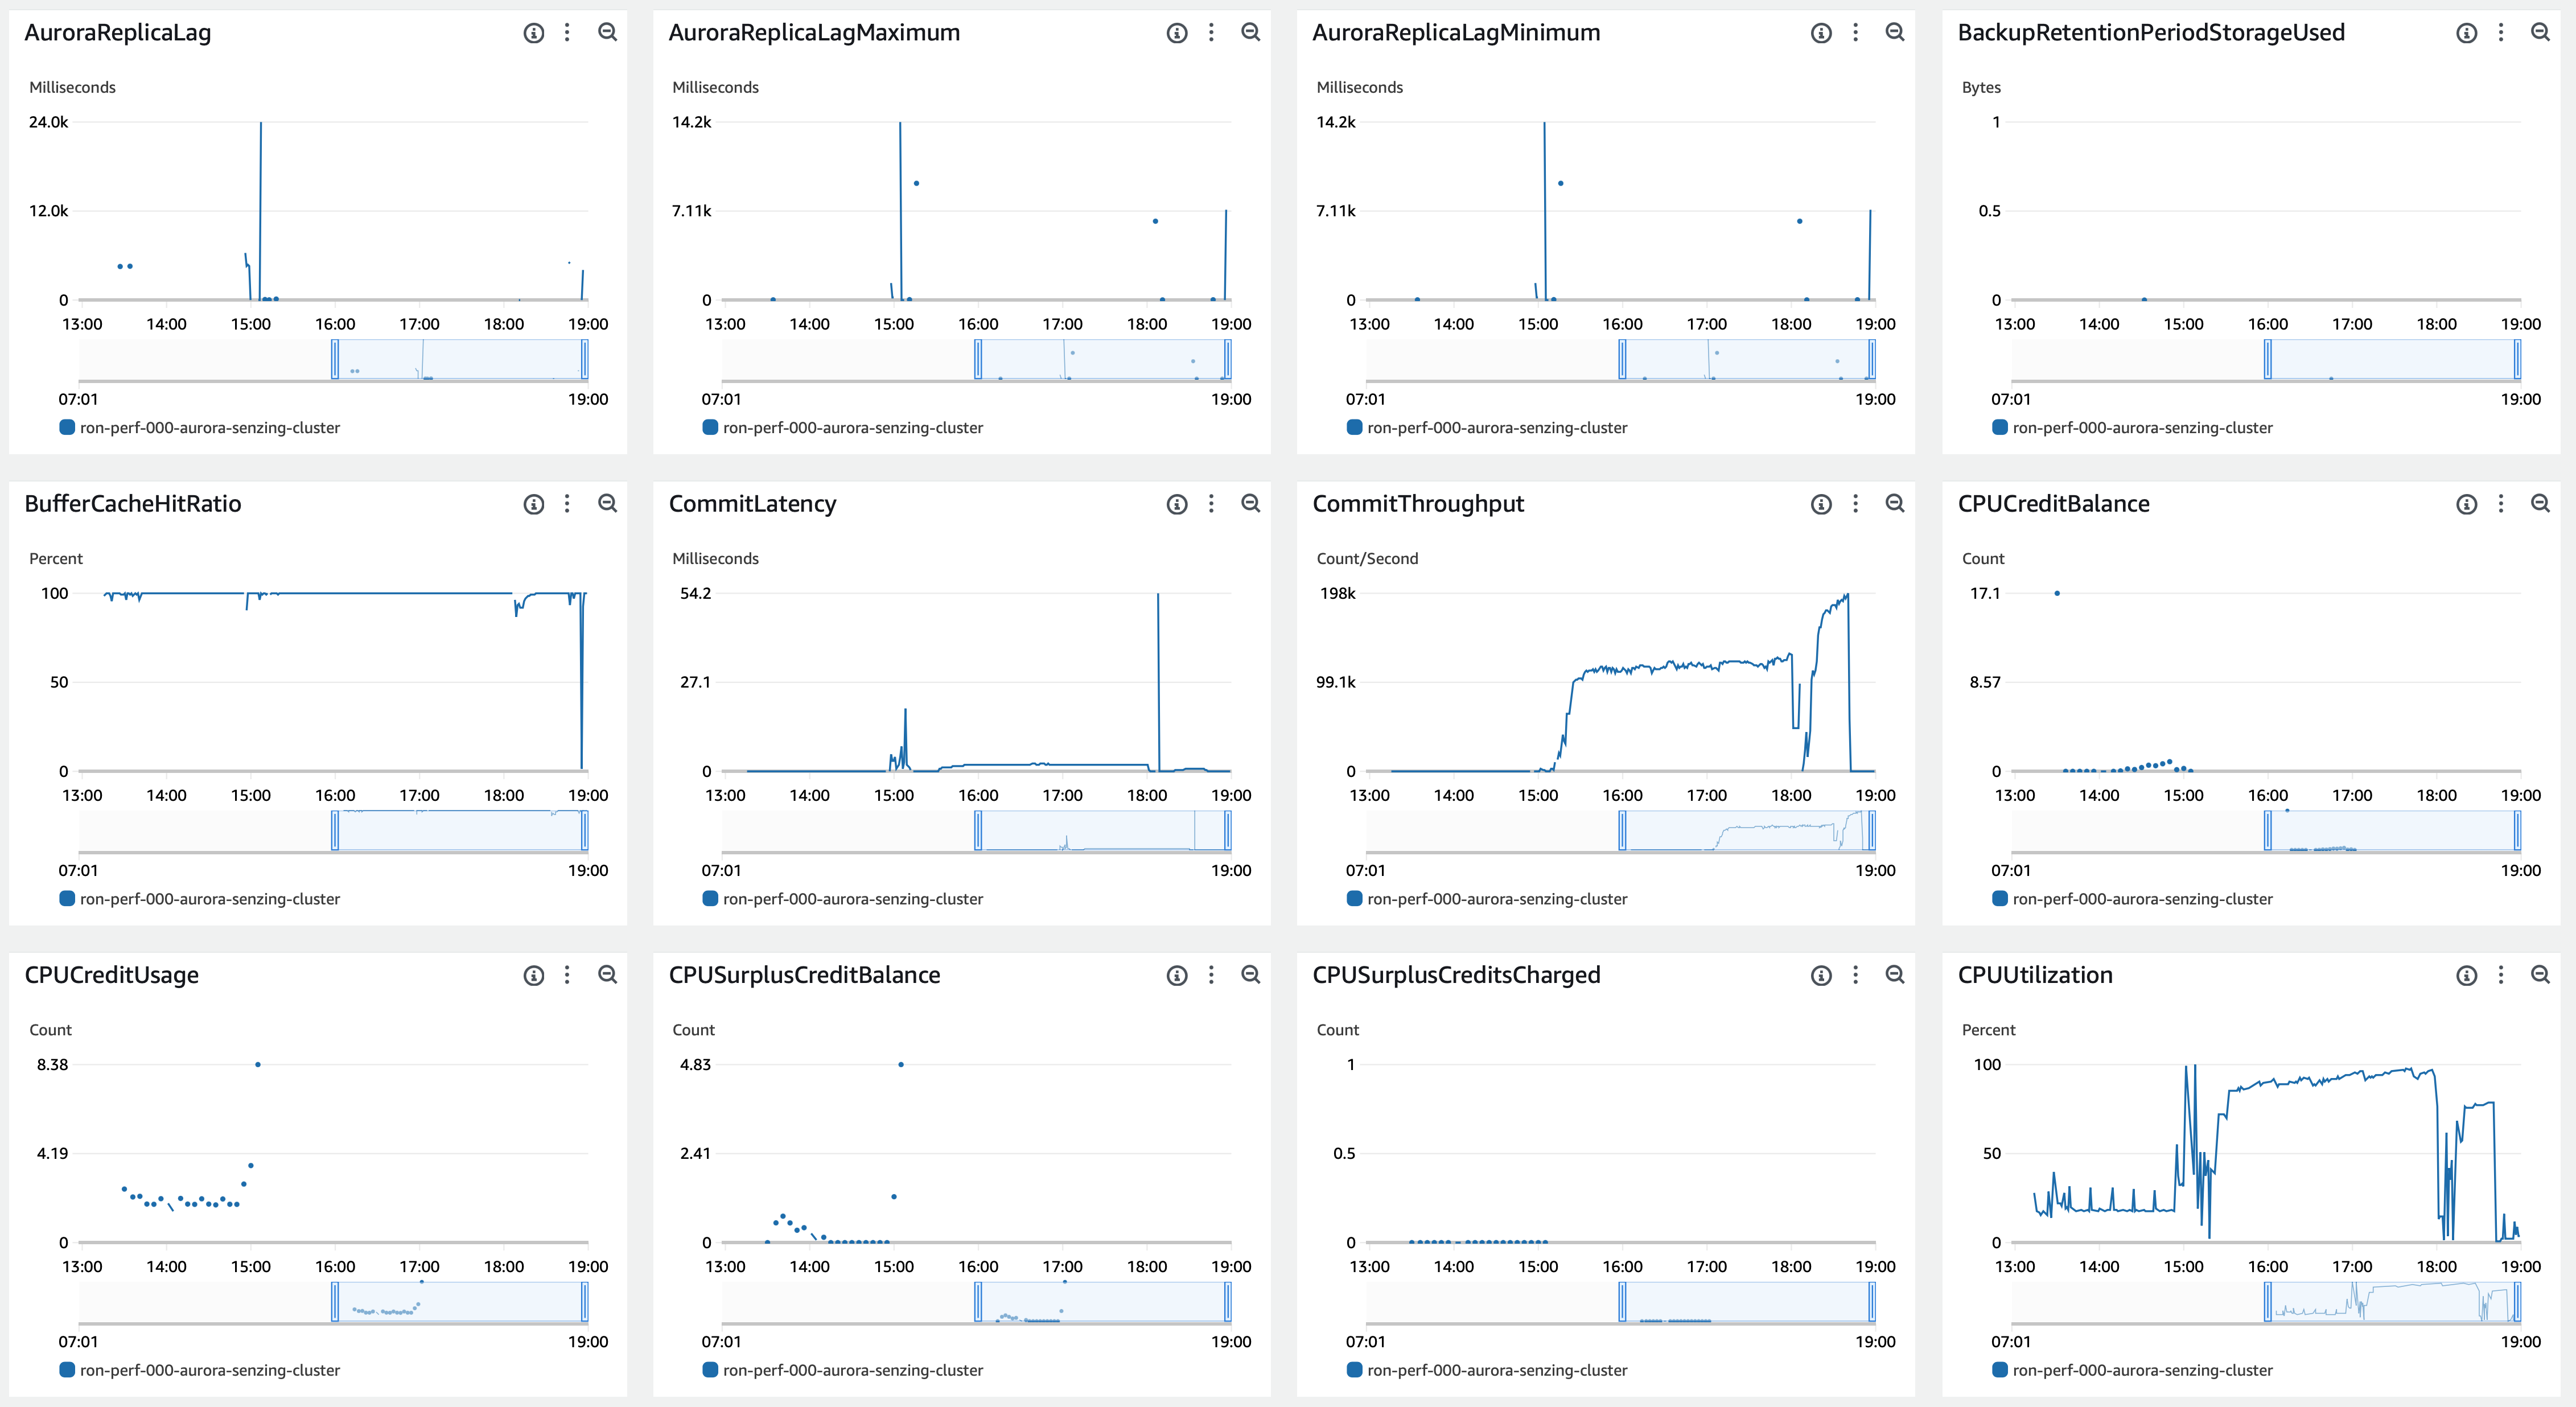 AuroraReplicaLag
Milliseconds
24.0k
12.0k
0
13:00 14:00 15:00 16:00 17:00 18:00 19:00
07:01 19:00
ron-perf-000-aurora-senzing-cluster
AuroraReplicaLagMaximum
Milliseconds
14.2k
7.11k
0
13:00 14:00 15:00 16:00 17:00 18:00 19:00
07:01 19:00
ron-perf-000-aurora-senzing-cluster
AuroraReplicaLagMinimum
Milliseconds
14.2k
7.11k
0
13:00 14:00 15:00 16:00 17:00 18:00 19:00
07:01 19:00
ron-perf-000-aurora-senzing-cluster
BackupRetentionPeriodStorageUsed
Bytes
1
0.5
0
13:00 14:00 15:00 16:00 17:00 18:00 19:00
07:01 19:00
ron-perf-000-aurora-senzing-cluster
BufferCacheHitRatio
Percent
100
50
0
13:00 14:00 15:00 16:00 17:00 18:00 19:00
07:01 19:00
ron-perf-000-aurora-senzing-cluster
CommitLatency
Milliseconds
54.2
27.1
0
13:00 14:00 15:00 16:00 17:00 18:00 19:00
07:01 19:00
ron-perf-000-aurora-senzing-cluster
CommitThroughput
Count/Second
198k
99.1k
0
13:00 14:00 15:00 16:00 17:00 18:00 19:00
07:01 19:00
ron-perf-000-aurora-senzing-cluster
CPUCreditBalance
Count
17.1
8.57
0
13:00 14:00 15:00 16:00 17:00 18:00 19:00
07:01 19:00
ron-perf-000-aurora-senzing-cluster
CPUCreditUsage
Count
8.38
4.19
0
13:00 14:00 15:00 16:00 17:00 18:00 19:00
07:01 19:00
ron-perf-000-aurora-senzing-cluster
CPUSurplusCreditBalance
Count
4.83
2.41
0
13:00 14:00 15:00 16:00 17:00 18:00 19:00
07:01 19:00
ron-perf-000-aurora-senzing-cluster
CPUSurplusCreditsCharged
Count
1
0.5
0
13:00 14:00 15:00 16:00 17:00 18:00 19:00
07:01 19:00
ron-perf-000-aurora-senzing-cluster
CPUUtilization
Percent
100
50
0
13:00 14:00 15:00 16:00 17:00 18:00 19:00
07:01 19:00
ron-perf-000-aurora-senzing-cluster